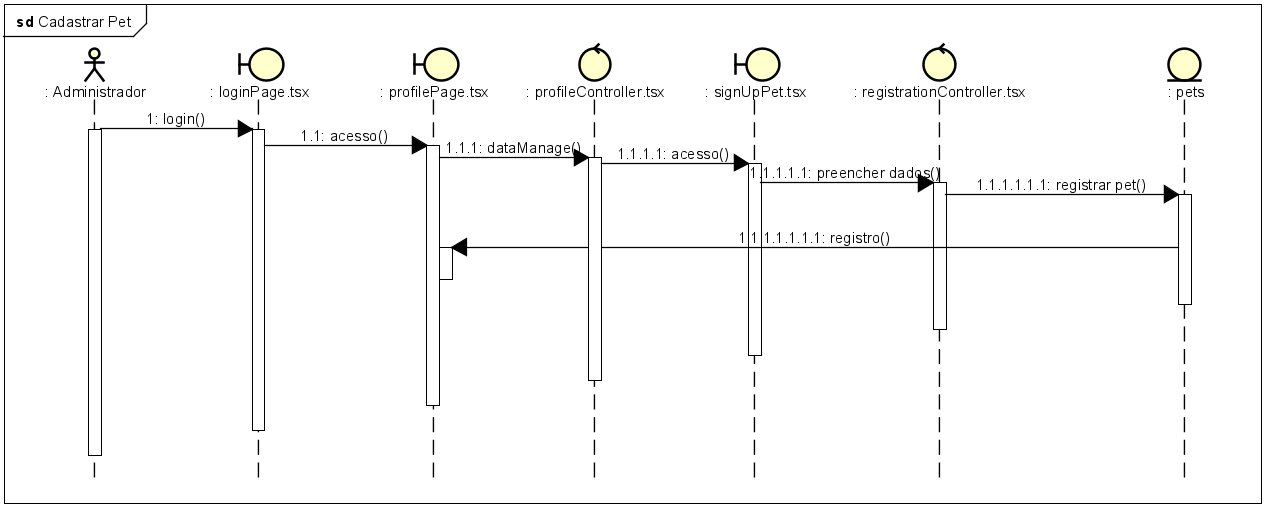 sd Cadastrar Pet
: Administrador
: loginPage.tsx
: profilePage.tsx
: profileController.tsx
: signUpPet.tsx
: registrationController.tsx
: pets
1: login()
1.1: acesso()
1.1.1: dataManage()
1.1.1.1: acesso()
1.1.1.1.1: preencher dados()
1.1.1.1.1.1: registrar pet()
1.1.1.1.1.1.1: registro()